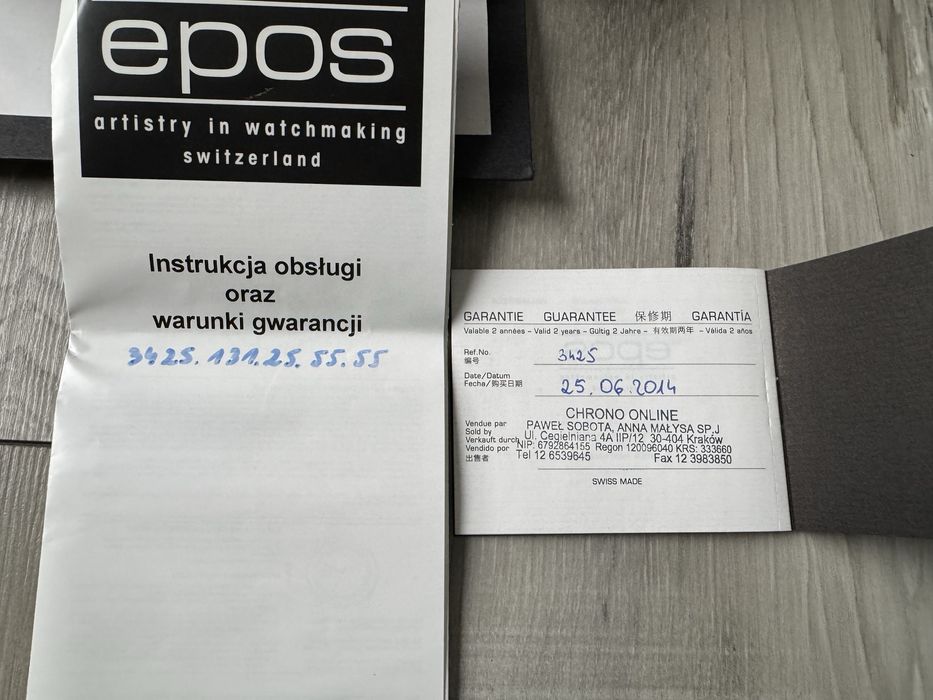 epos
artistry in watchmaking
switzerland
Instrukcja obsługi
oraz
warunki gwarancji
3425.131.25.55.55
GARANTIE GUARANTEE 保修期 GARANTÍA
Valable 2 années – Valid 2 years – Gültig 2 Jahre – 有效期两年 – Válida 2 años
Ref.No.
编号
3425
Date/Datum
Fecha/购买日期
25.06.2014
Vendue par
Sold by
Verkauft durch
Vendido por
出售者
CHRONO ONLINE
PAWEŁ SOBOTA, ANNA MAŁYSA SP.J
Ul. Cegielniana 4A IIP/12 30-404 Kraków
NIP: 6792864155 Regon 120096040 KRS: 333660
Tel 12 6539645 Fax 12 3983850
SWISS MADE